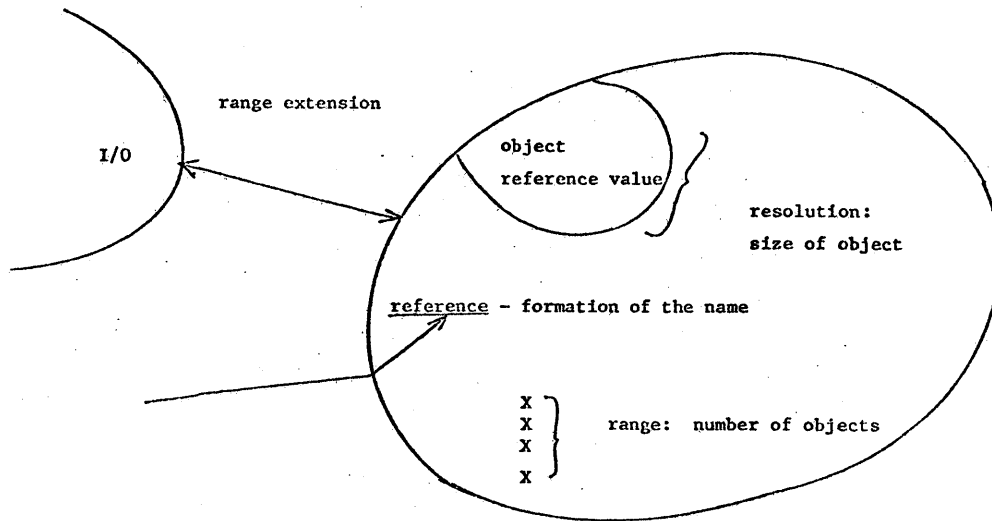 range extension
I/O
object
reference value
resolution:
size of object
reference - formation of the name
X
X
X
X
range: number of objects